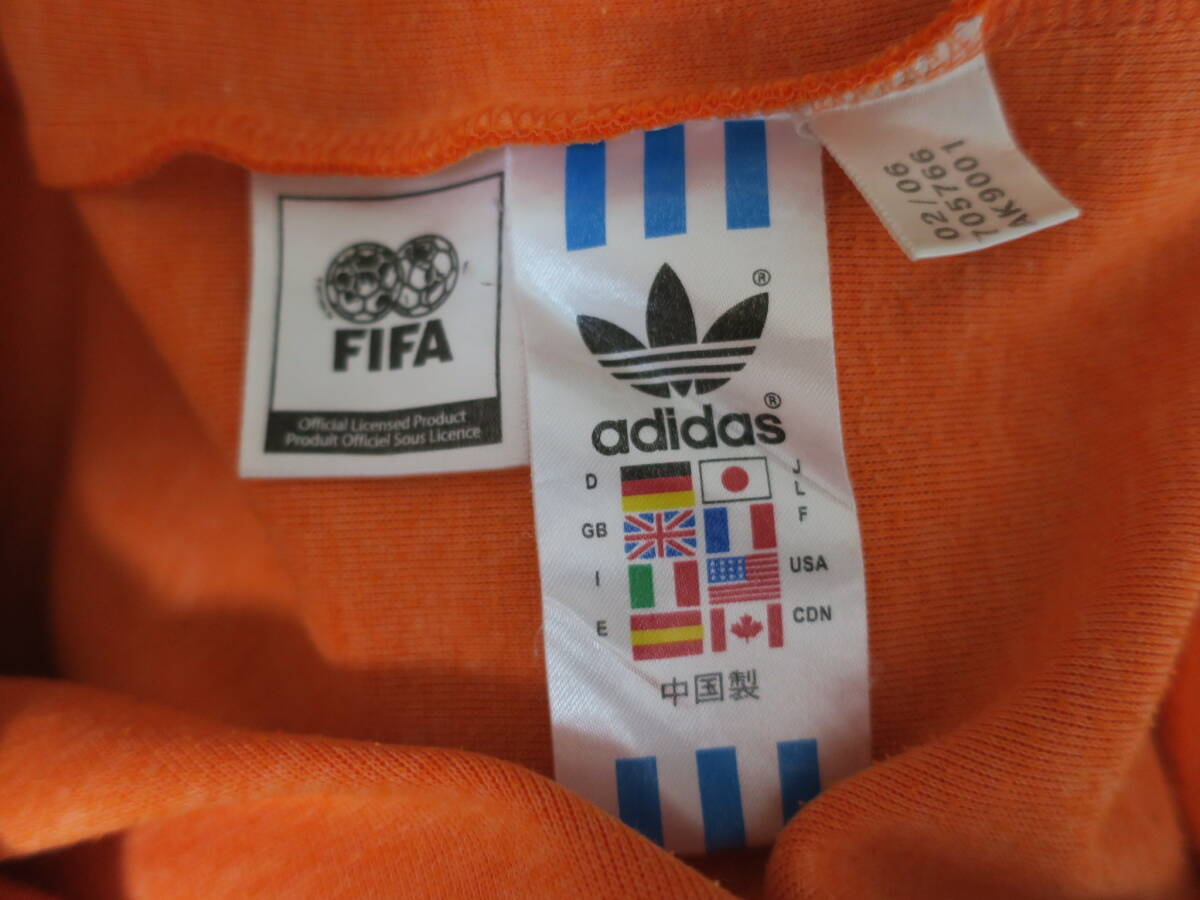 FIFA
Official Licensed Product
Produit Officiel Sous Licence
®
adidas®
D
J
L
GB
F
I
USA
E
CDN
中国製
02/06
705766
AK9001